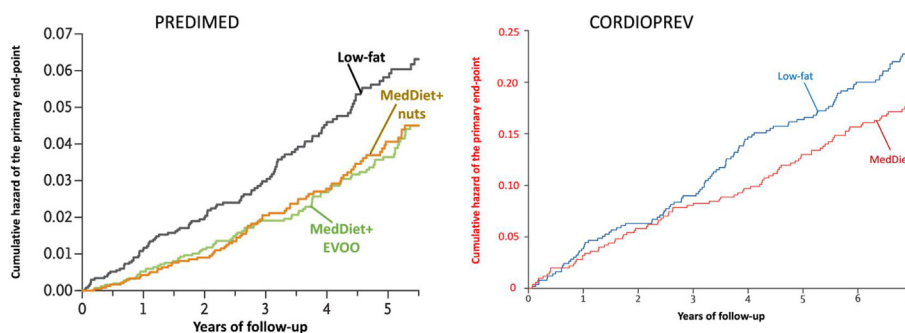 PREDIMED
Cumulative hazard of the primary end-point
0.07
0.06
0.05
0.04
0.03
0.02
0.01
0.00
Low-fat
MedDiet+
nuts
MedDiet+
EVOO
0 1 2 3 4 5
Years of follow-up
CORDIOPREV
Cumulative hazard of the primary end-point
0.25
0.20
0.15
0.10
0.05
0
Low-fat
MedDie
0 1 2 3 4 5 6
Years of follow-up